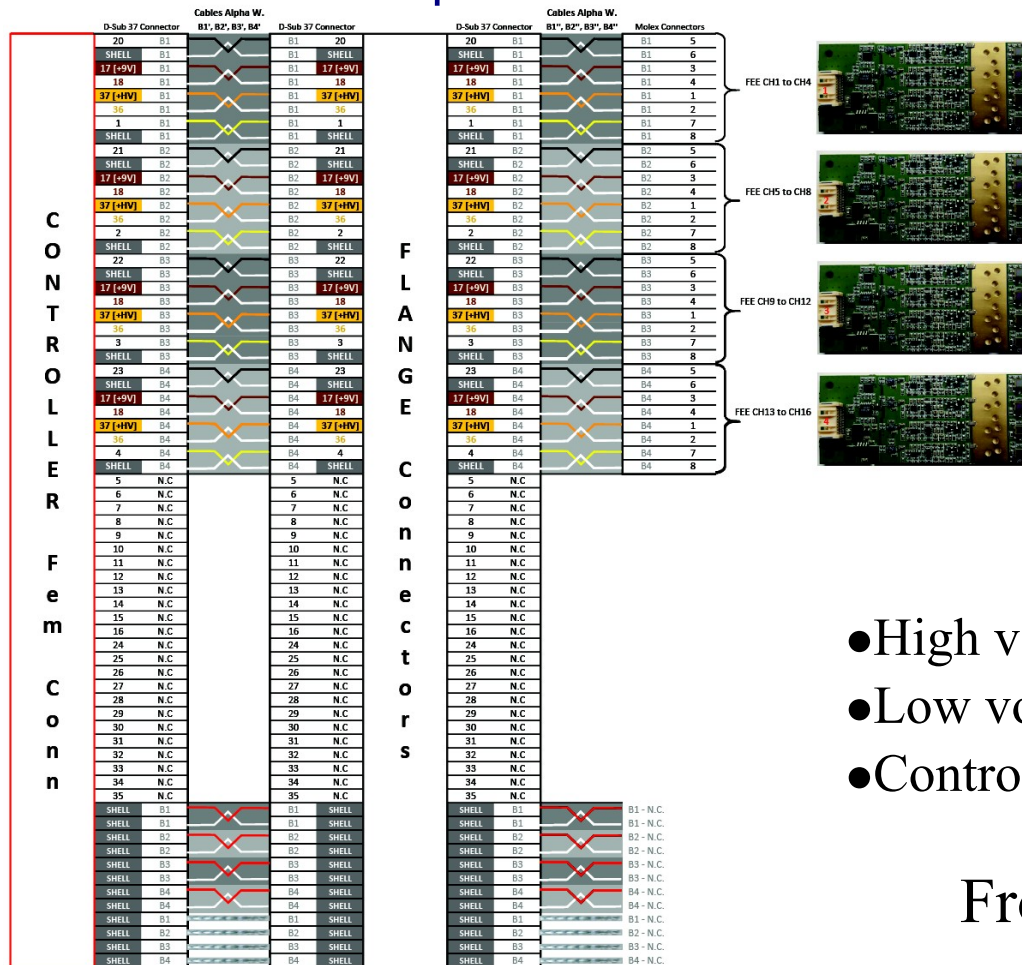 Cables Alpha W. Cables Alpha W.
D-Sub 37 Connector B1', B2', B3', B4' D-Sub 37 Connector D-Sub 37 Connector B1", B2", B3", B4" Molex Connectors
20 B1 B1 20 20 B1 B1 5
SHELL B1 B1 SHELL SHELL B1 B1 6
17 [+9V] B1 B1 17 [+9V] 17 [+9V] B1 B1 3
18 B1 B1 18 18 B1 B1 4
37 [+HV] B1 B1 37 [+HV] 37 [+HV] B1 B1 1
36 B1 B1 36 36 B1 B1 2
1 B1 B1 1 1 B1 B1 7
SHELL B1 B1 SHELL SHELL B1 B1 8
FEE CH1 to CH4
1
21 B2 B2 21 21 B2 B2 5
SHELL B2 B2 SHELL SHELL B2 B2 6
17 [+9V] B2 B2 17 [+9V] 17 [+9V] B2 B2 3
18 B2 B2 18 18 B2 B2 4
37 [+HV] B2 B2 37 [+HV] 37 [+HV] B2 B2 1
36 B2 B2 36 36 B2 B2 2
2 B2 B2 2 2 B2 B2 7
SHELL B2 B2 SHELL SHELL B2 B2 8
FEE CH5 to CH8
2
22 B3 B3 22 22 B3 B3 5
SHELL B3 B3 SHELL SHELL B3 B3 6
17 [+9V] B3 B3 17 [+9V] 17 [+9V] B3 B3 3
18 B3 B3 18 18 B3 B3 4
37 [+HV] B3 B3 37 [+HV] 37 [+HV] B3 B3 1
36 B3 B3 36 36 B3 B3 2
3 B3 B3 3 3 B3 B3 7
SHELL B3 B3 SHELL SHELL B3 B3 8
FEE CH9 to CH12
3
23 B4 B4 23 23 B4 B4 5
SHELL B4 B4 SHELL SHELL B4 B4 6
17 [+9V] B4 B4 17 [+9V] 17 [+9V] B4 B4 3
18 B4 B4 18 18 B4 B4 4
37 [+HV] B4 B4 37 [+HV] 37 [+HV] B4 B4 1
36 B4 B4 36 36 B4 B4 2
4 B4 B4 4 4 B4 B4 7
SHELL B4 B4 SHELL SHELL B4 B4 8
FEE CH13 to CH16
4
5 N.C 5 N.C 5 N.C
6 N.C 6 N.C 6 N.C
7 N.C 7 N.C 7 N.C
8 N.C 8 N.C 8 N.C
9 N.C 9 N.C 9 N.C
10 N.C 10 N.C 10 N.C
11 N.C 11 N.C 11 N.C
12 N.C 12 N.C 12 N.C
13 N.C 13 N.C 13 N.C
14 N.C 14 N.C 14 N.C
15 N.C 15 N.C 15 N.C
16 N.C 16 N.C 16 N.C
24 N.C 24 N.C 24 N.C
25 N.C 25 N.C 25 N.C
26 N.C 26 N.C 26 N.C
27 N.C 27 N.C 27 N.C
28 N.C 28 N.C 28 N.C
29 N.C 29 N.C 29 N.C
30 N.C 30 N.C 30 N.C
31 N.C 31 N.C 31 N.C
32 N.C 32 N.C 32 N.C
33 N.C 33 N.C 33 N.C
34 N.C 34 N.C 34 N.C
35 N.C 35 N.C 35 N.C
SHELL B1 B1 SHELL SHELL B1 B1 - N.C.
SHELL B1 B1 SHELL SHELL B1 B1 - N.C.
SHELL B2 B2 SHELL SHELL B2 B2 - N.C.
SHELL B2 B2 SHELL SHELL B2 B2 - N.C.
SHELL B3 B3 SHELL SHELL B3 B3 - N.C.
SHELL B3 B3 SHELL SHELL B3 B3 - N.C.
SHELL B4 B4 SHELL SHELL B4 B4 - N.C.
SHELL B4 B4 SHELL SHELL B4 B4 - N.C.
SHELL B1 B1 SHELL SHELL B1 B1 - N.C.
SHELL B2 B2 SHELL SHELL B2 B2 - N.C.
SHELL B3 B3 SHELL SHELL B3 B3 - N.C.
SHELL B4 B4 SHELL SHELL B4 B4 - N.C.
CONTROLLER Fem Conn
FLANGE Connectors
●High v
●Low vo
●Contro
Fre